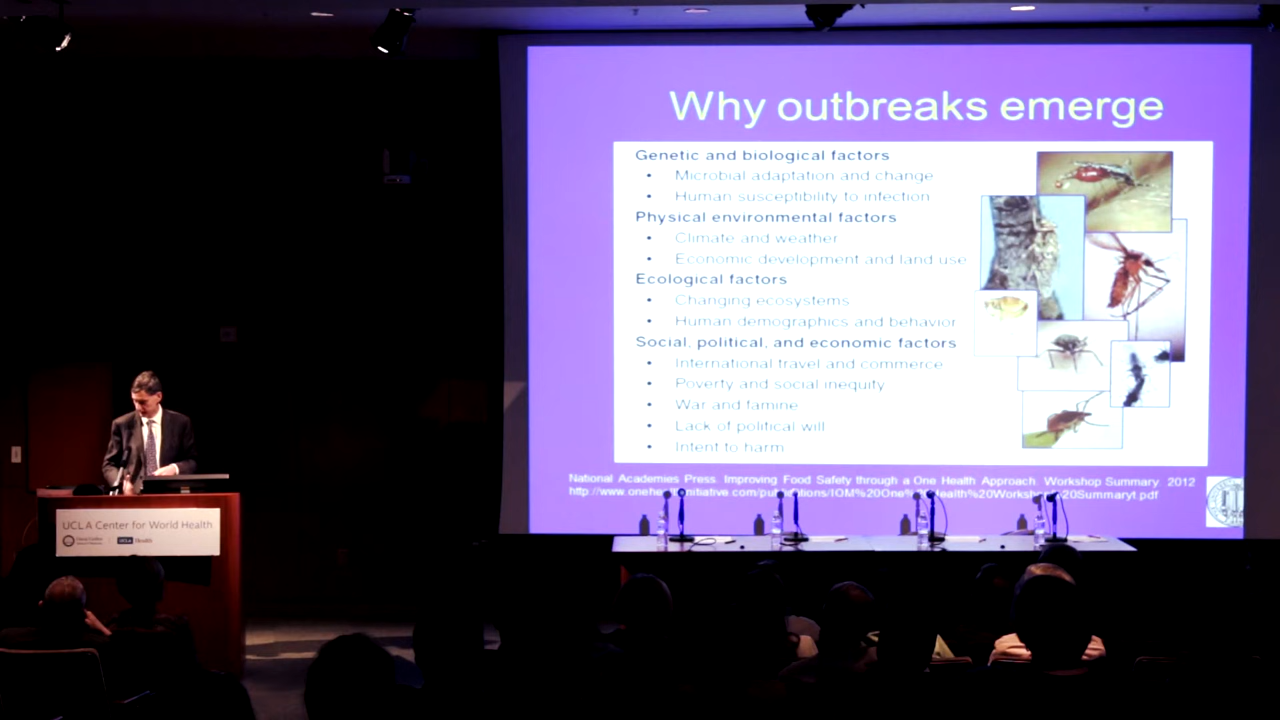 Why outbreaks emerge
Genetic and biological factors
• Microbial adaptation and change
• Human susceptibility to infection
Physical environmental factors
• Climate and weather
• Economic development and land use
Ecological factors
• Changing ecosystems
• Human demographics and behavior
Social, political, and economic factors
• International travel and commerce
• Poverty and social inequity
• War and famine
• Lack of political will
• Intent to harm
National Academies Press. Improving Food Safety through a One Health Approach. Workshop Summary. 2012
UCLA Center for World Health
UCLA Health